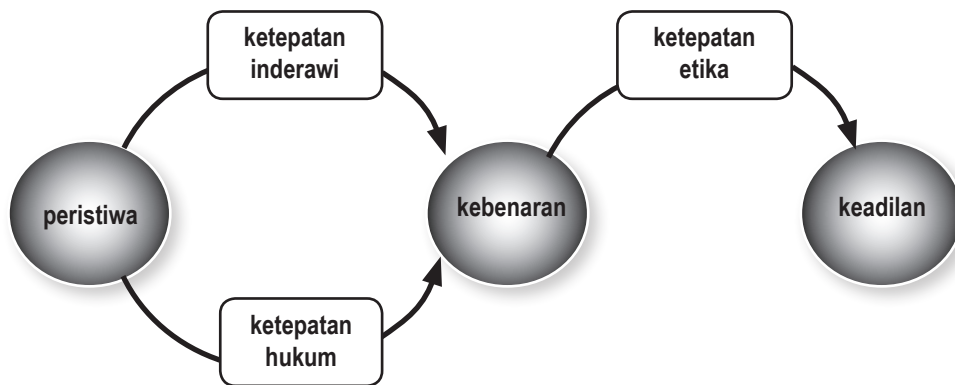 ketepatan
inderawi
ketepatan
etika
peristiwa
kebenaran
keadilan
ketepatan
hukum